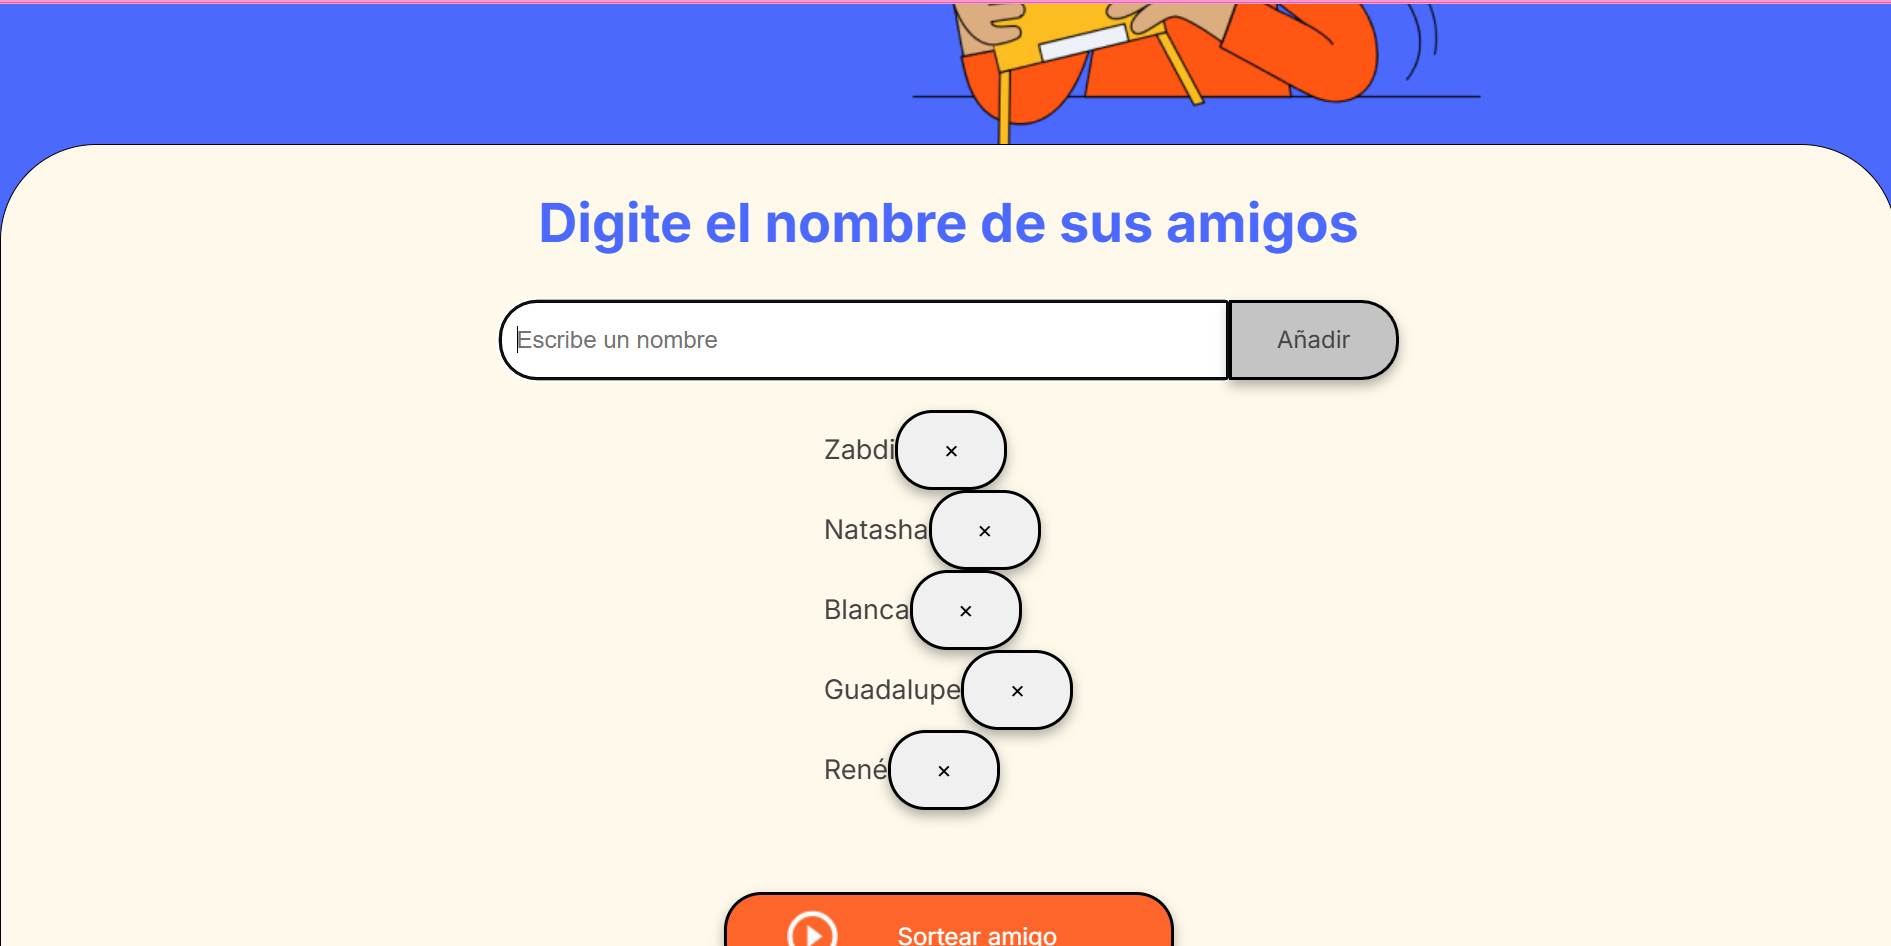 Digite el nombre de sus amigos
Escribe un nombre
Añadir
Zabdi ×
Natasha ×
Blanca ×
Guadalupe ×
René ×
Sortear amigo